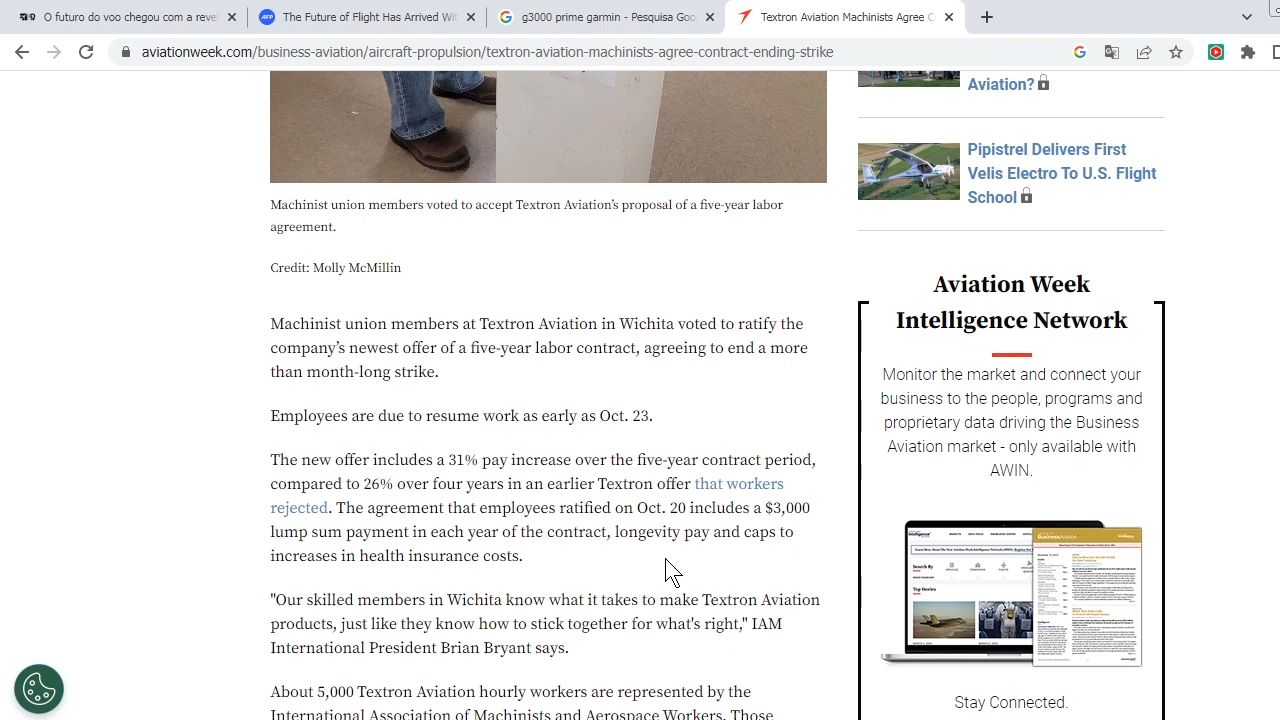 O futuro do voo chegou com a reve
The Future of Flight Has Arrived Wit
g3000 prime garmin - Pesquisa Goo
Textron Aviation Machinists Agree C
aviationweek.com/business-aviation/aircraft-propulsion/textron-aviation-machinists-agree-contract-ending-strike
Machinist union members voted to accept Textron Aviation's proposal of a five-year labor
agreement.
Credit: Molly McMillin
Machinist union members at Textron Aviation in Wichita voted to ratify the
company's newest offer of a five-year labor contract, agreeing to end a more
than month-long strike.
Employees are due to resume work as early as Oct. 23.
The new offer includes a 31% pay increase over the five-year contract period,
compared to 26% over four years in an earlier Textron offer that workers
rejected. The agreement that employees ratified on Oct. 20 includes a $3,000
lump sum payment in each year of the contract, longevity pay and caps to
increases in medical insurance premiums.
"Our skilled members in Wichita know what it takes to make Textron Aviation
products, and now they know how to stick together for what's right," IAM
International President Brian Bryant says.
About 5,000 Textron Aviation hourly workers are represented by the
International Association of Machinists and Aerospace Workers. Those
Aviation?
Pipistrel Delivers First
Velis Electro To U.S. Flight
School
Aviation Week
Intelligence Network
Monitor the market and connect your
business to the people, programs and
proprietary data driving the Business
Aviation market - only available with
AWIN.
Search By
Top Stories
Stay Connected.